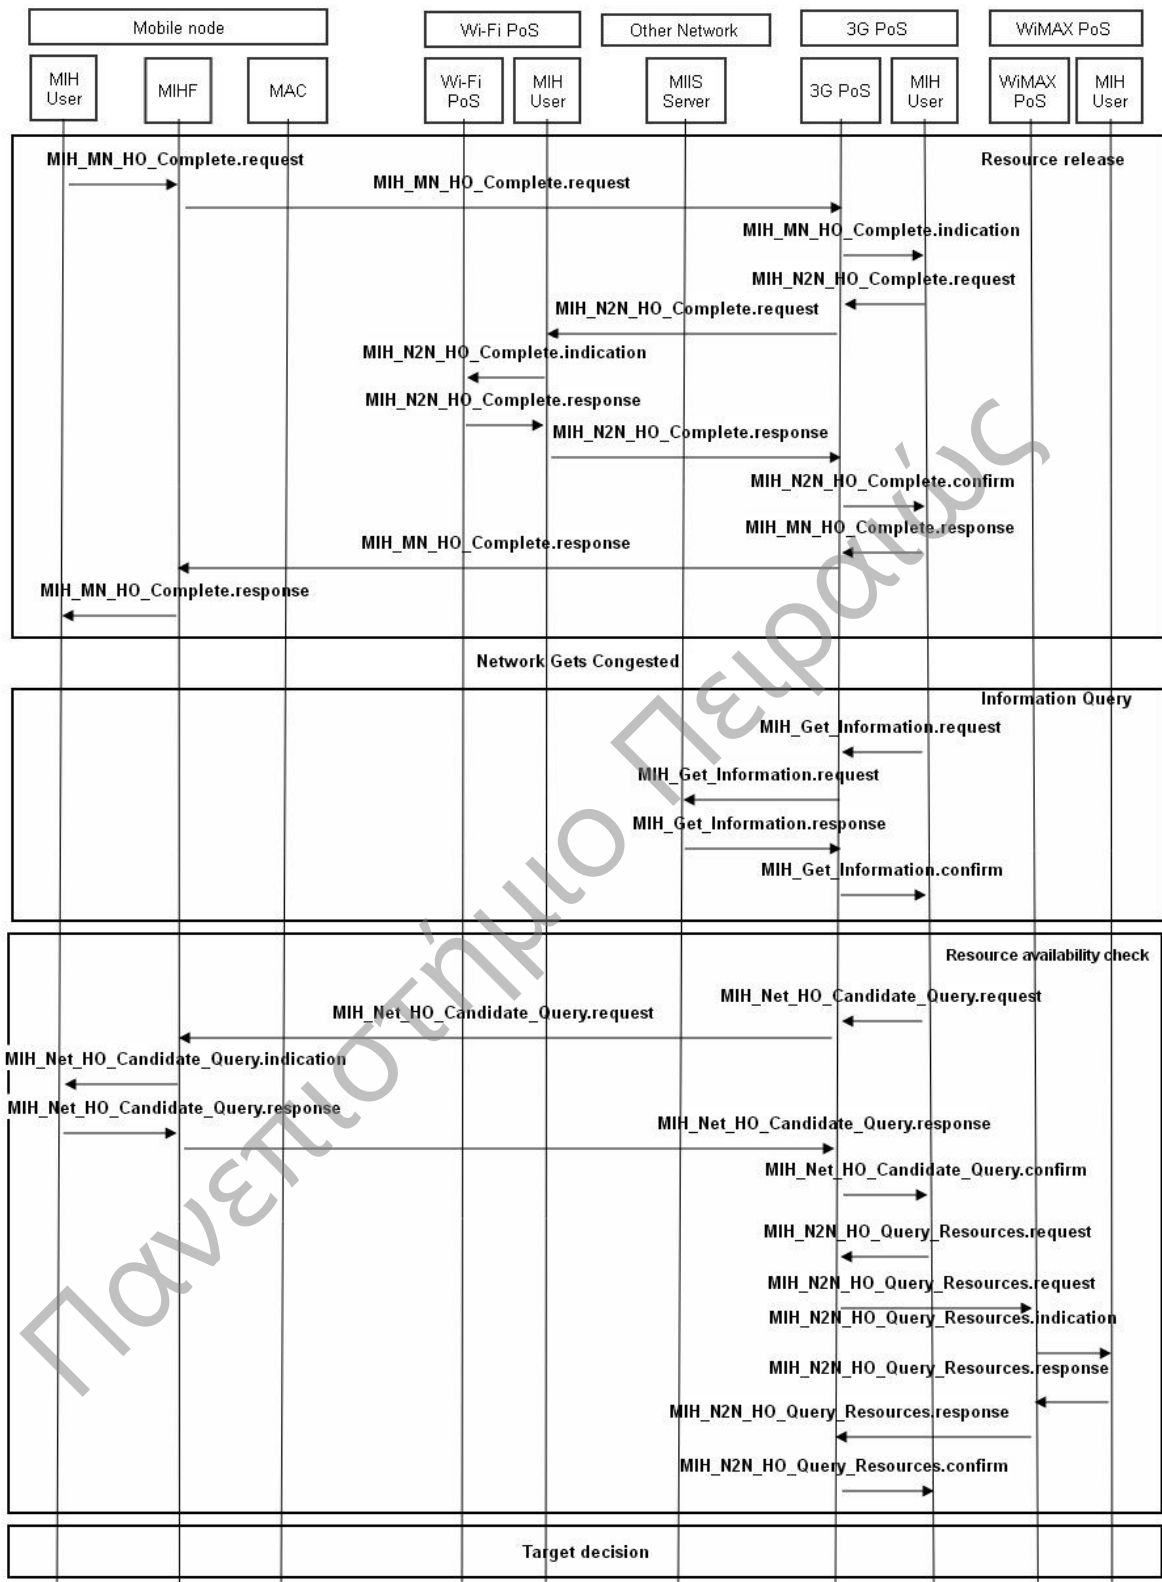 Mobile node
Wi-Fi PoS
Other Network
3G PoS
WiMAX PoS
MIH
User
MIHF
MAC
Wi-Fi
PoS
MIH
User
MIIS
Server
3G PoS
MIH
User
WiMAX
PoS
MIH
User
Resource release
MIH_MN_HO_Complete.request
MIH_MN_HO_Complete.request
MIH_MN_HO_Complete.indication
MIH_N2N_HO_Complete.request
MIH_N2N_HO_Complete.request
MIH_N2N_HO_Complete.indication
MIH_N2N_HO_Complete.response
MIH_N2N_HO_Complete.response
MIH_N2N_HO_Complete.confirm
MIH_MN_HO_Complete.response
MIH_MN_HO_Complete.response
MIH_MN_HO_Complete.response
Network Gets Congested
Information Query
MIH_Get_Information.request
MIH_Get_Information.request
MIH_Get_Information.response
MIH_Get_Information.confirm
Resource availability check
MIH_Net_HO_Candidate_Query.request
MIH_Net_HO_Candidate_Query.request
MIH_Net_HO_Candidate_Query.indication
MIH_Net_HO_Candidate_Query.response
MIH_Net_HO_Candidate_Query.response
MIH_Net_HO_Candidate_Query.confirm
MIH_N2N_HO_Query_Resources.request
MIH_N2N_HO_Query_Resources.request
MIH_N2N_HO_Query_Resources.indication
MIH_N2N_HO_Query_Resources.response
MIH_N2N_HO_Query_Resources.response
MIH_N2N_HO_Query_Resources.confirm
Target decision
Πανεπιστήμιο Πειραιώς